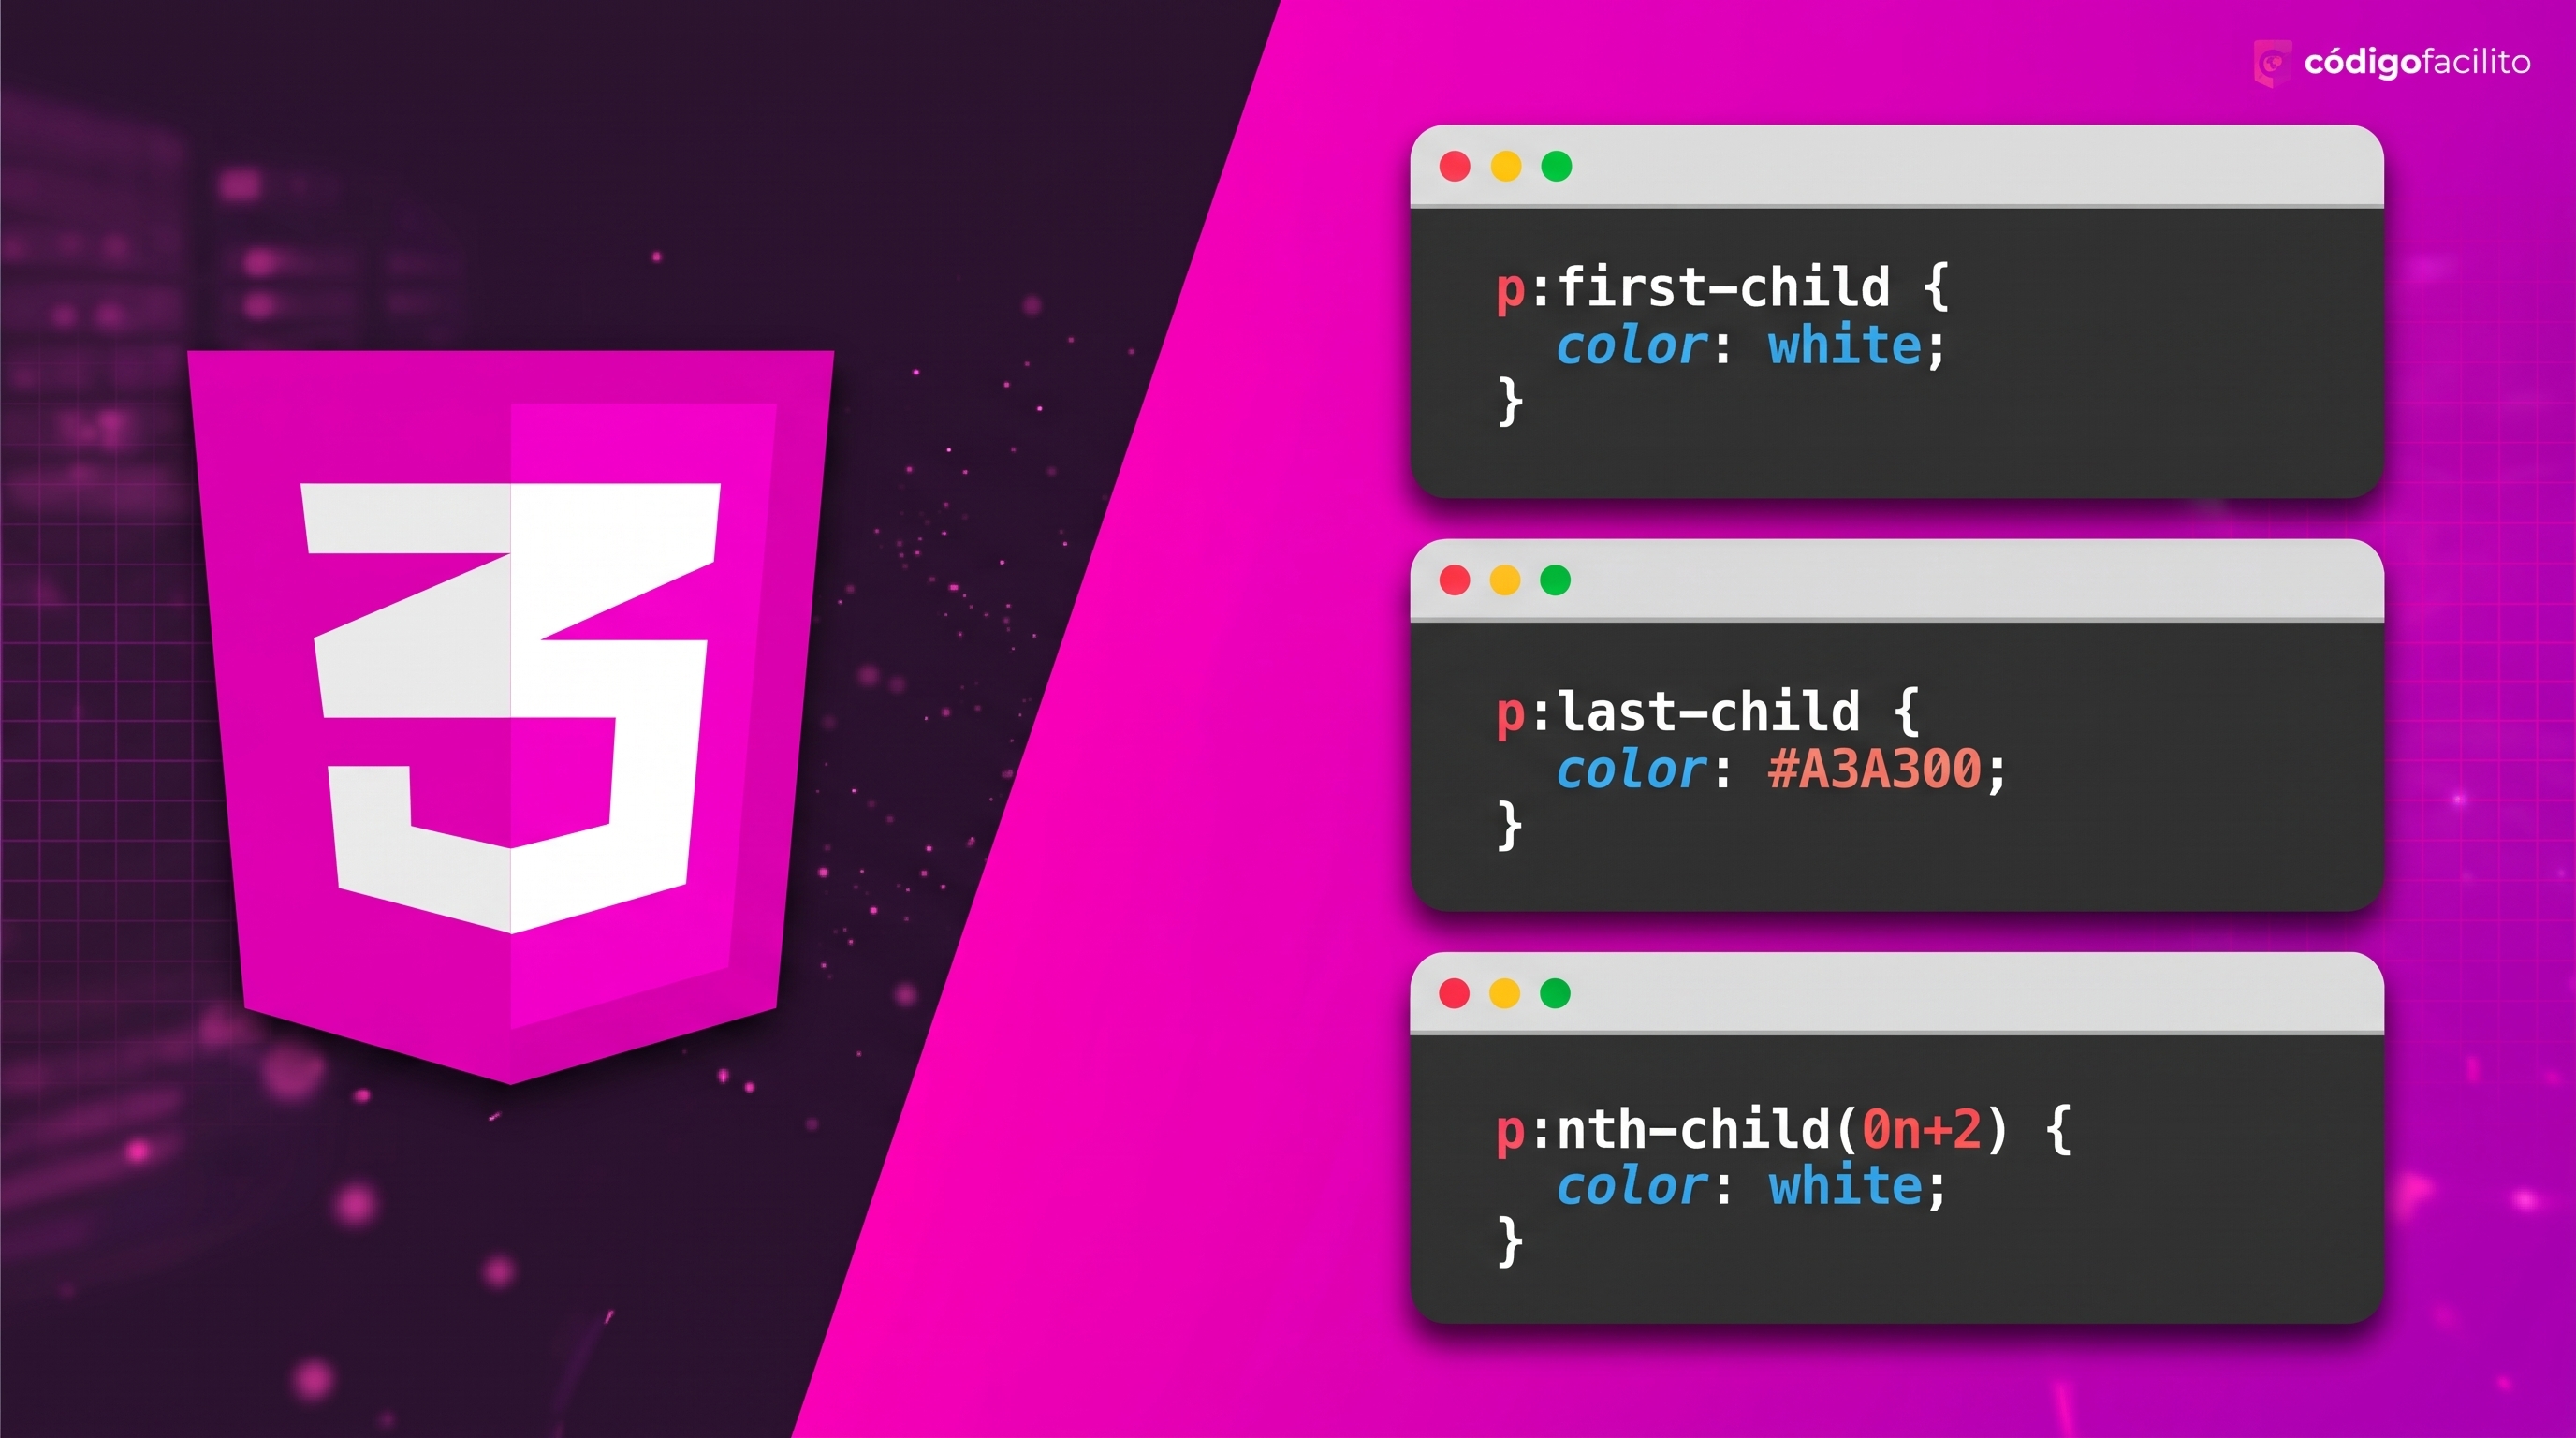 códigofacilito
p:first-child {
color: white;
}
p:last-child {
color: #A3A300;
}
p:nth-child(0n+2) {
color: white;
}